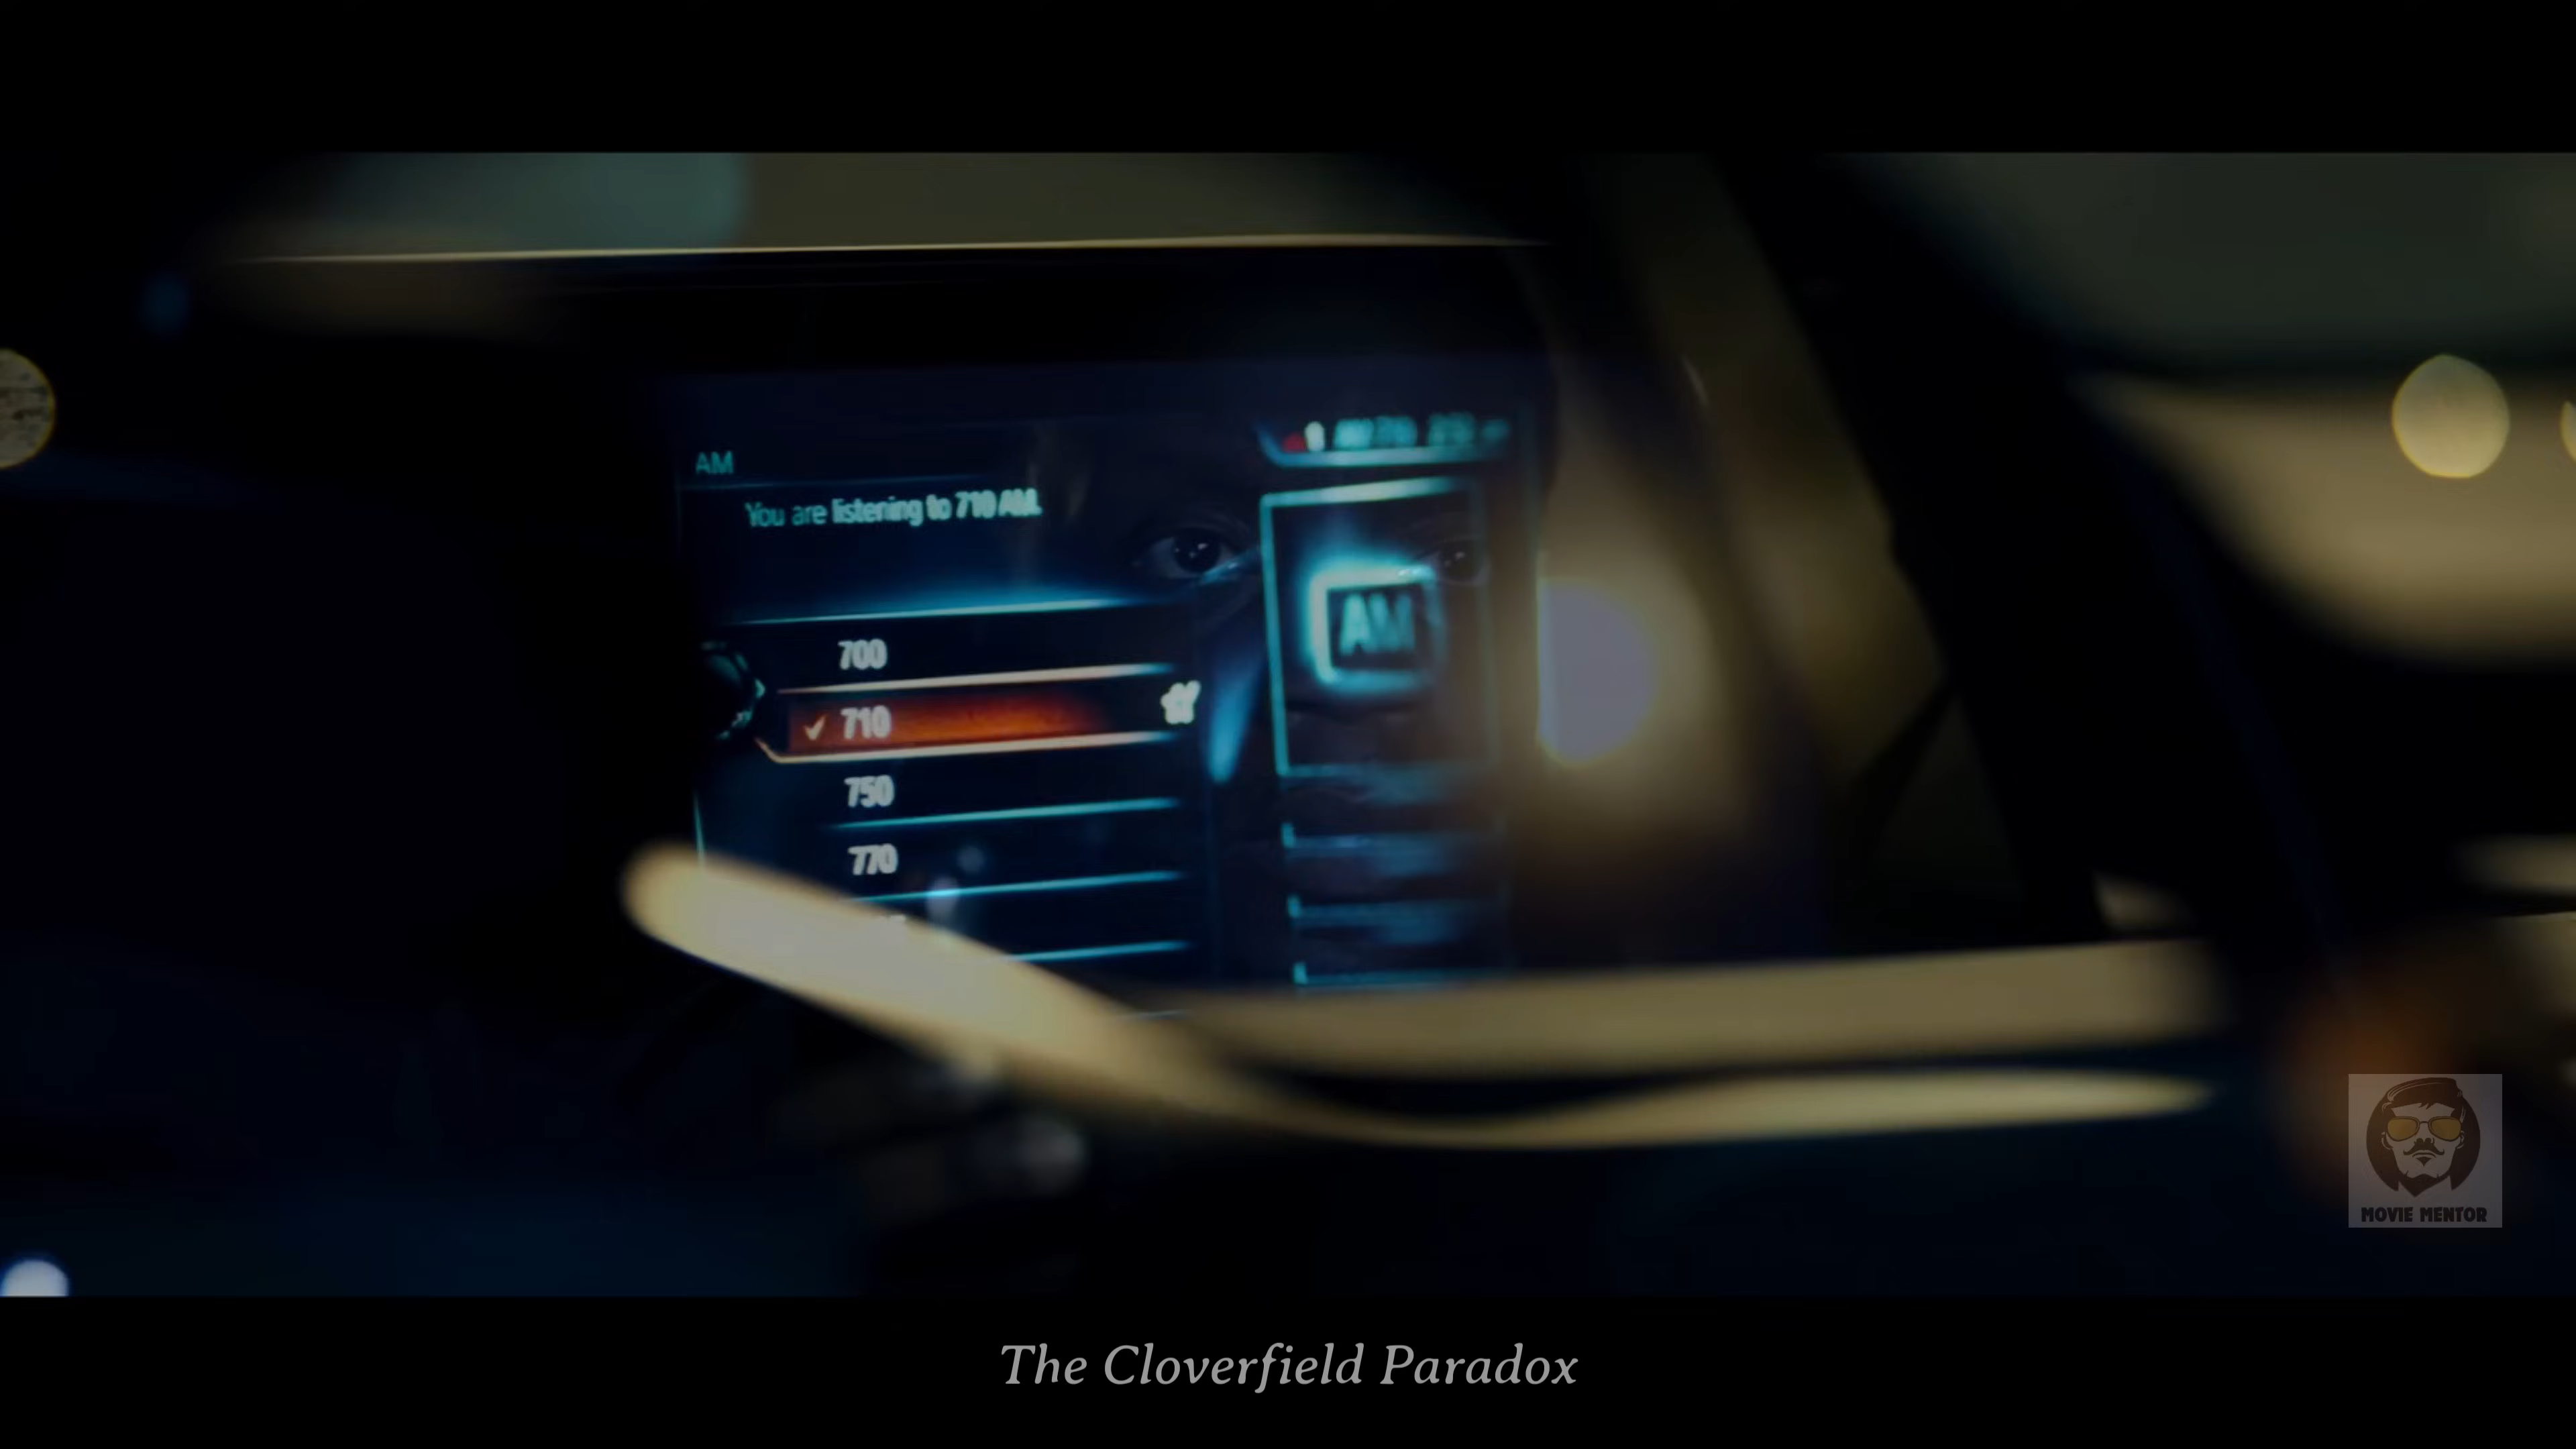 AM
You are listening to 710 AM.
AM
700
✓ 710
750
770
MOVIE MENTOR
The Cloverfield Paradox